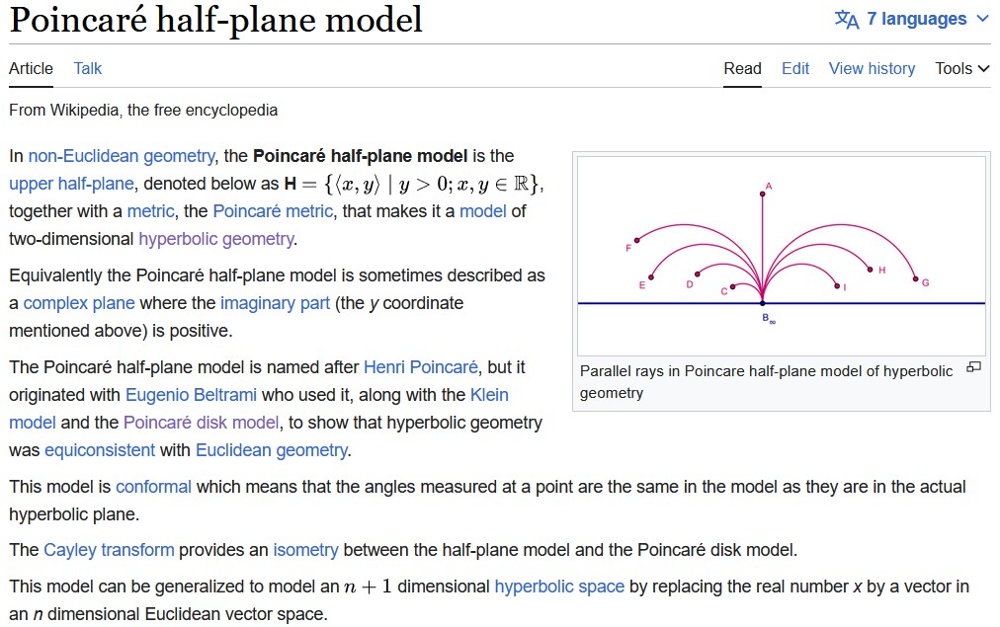 Poincaré half-plane model
7 languages
Article Talk
Read Edit View history Tools
From Wikipedia, the free encyclopedia
In non-Euclidean geometry, the Poincaré half-plane model is the
upper half-plane, denoted below as H = {⟨x, y⟩ | y > 0; x, y ∈ ℝ},
together with a metric, the Poincaré metric, that makes it a model of
two-dimensional hyperbolic geometry.
Equivalently the Poincaré half-plane model is sometimes described as
a complex plane where the imaginary part (the y coordinate
mentioned above) is positive.
The Poincaré half-plane model is named after Henri Poincaré, but it
originated with Eugenio Beltrami who used it, along with the Klein
model and the Poincaré disk model, to show that hyperbolic geometry
was equiconsistent with Euclidean geometry.
A
F
E
D
C
I
H
G
B∞
Parallel rays in Poincare half-plane model of hyperbolic
geometry
This model is conformal which means that the angles measured at a point are the same in the model as they are in the actual
hyperbolic plane.
The Cayley transform provides an isometry between the half-plane model and the Poincaré disk model.
This model can be generalized to model an n + 1 dimensional hyperbolic space by replacing the real number x by a vector in
an n dimensional Euclidean vector space.